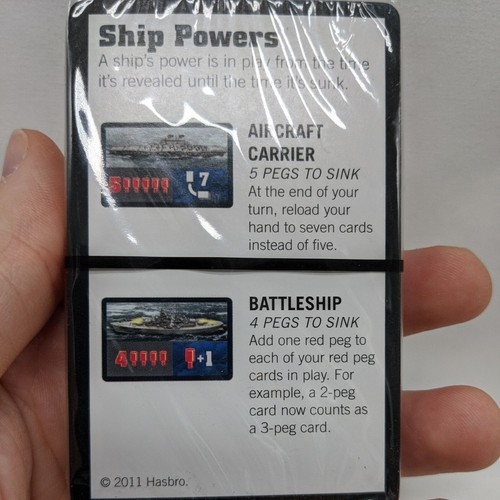 Ship Powers
A ship's power is in play from the time
it's revealed until the time it's sunk.
AIRCRAFT
CARRIER
5 PEGS TO SINK
At the end of your
turn, reload your
hand to seven cards
instead of five.
5
7
BATTLESHIP
4 PEGS TO SINK
Add one red peg to
each of your red peg
cards in play. For
example, a 2-peg
card now counts as
a 3-peg card.
4
+1
© 2011 Hasbro.